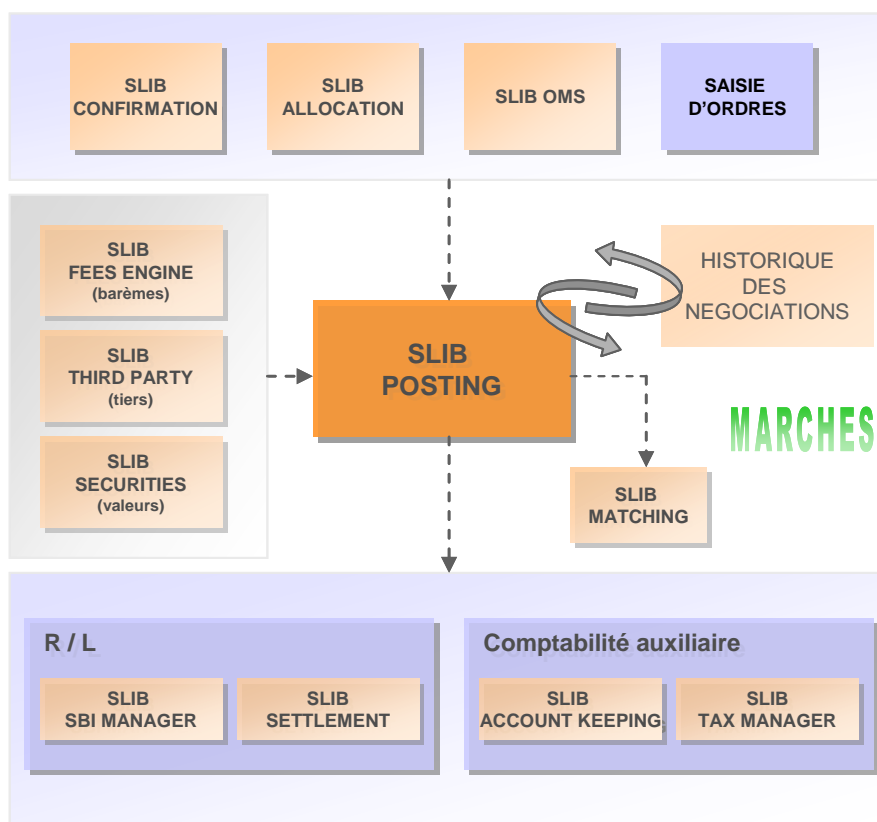 SLIB
CONFIRMATION
SLIB
ALLOCATION
SLIB OMS
SAISIE
D'ORDRES
SLIB
FEES ENGINE
(barèmes)
SLIB
THIRD PARTY
(tiers)
SLIB
SECURITIES
(valeurs)
SLIB
POSTING
HISTORIQUE
DES
NEGOCIATIONS
MARCHES
SLIB
MATCHING
R / L
SLIB
SBI MANAGER
SLIB
SETTLEMENT
Comptabilité auxiliaire
SLIB
ACCOUNT KEEPING
SLIB
TAX MANAGER